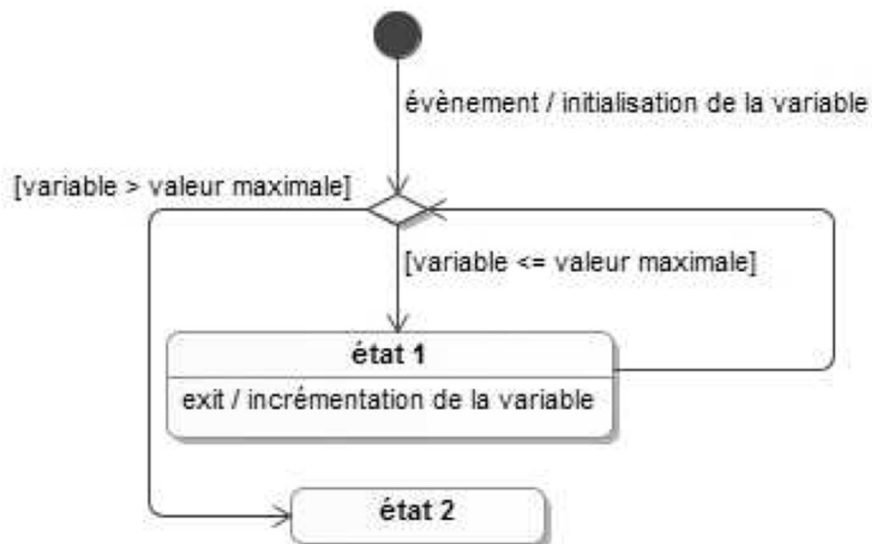 évènement / initialisation de la variable
[variable > valeur maximale]
[variable <= valeur maximale]
état 1
exit / incrémentation de la variable
état 2